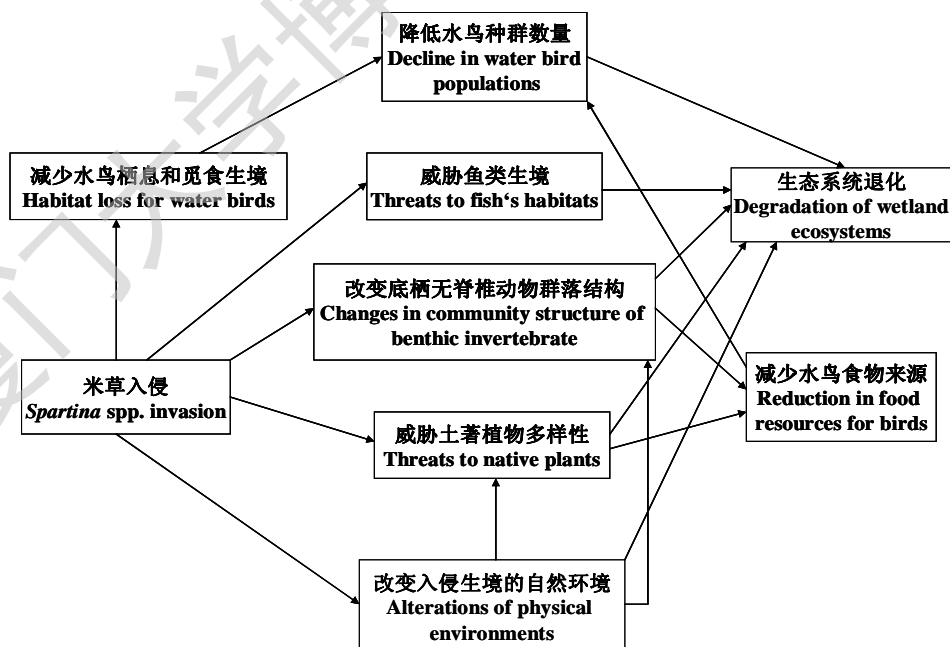 降低水鸟种群数量
Decline in water bird
populations
减少水鸟栖息和觅食生境
Habitat loss for water birds
威胁鱼类生境
Threats to fish‘s habitats
生态系统退化
Degradation of wetland
ecosystems
改变底栖无脊椎动物群落结构
Changes in community structure of
benthic invertebrate
米草入侵
Spartina spp. invasion
减少水鸟食物来源
Reduction in food
resources for birds
威胁土著植物多样性
Threats to native plants
改变入侵生境的自然环境
Alterations of physical
environments
厦门大学博